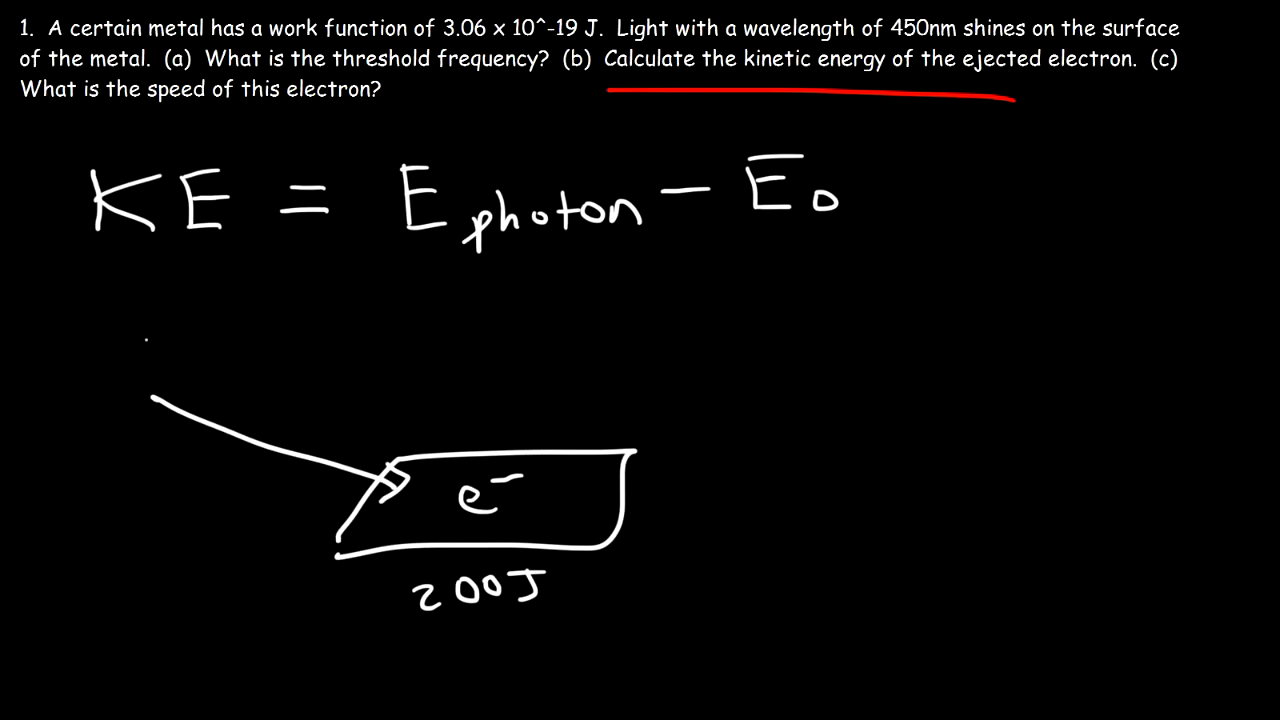 1. A certain metal has a work function of 3.06 x 10^-19 J. Light with a wavelength of 450nm shines on the surface
of the metal. (a) What is the threshold frequency? (b) Calculate the kinetic energy of the ejected electron. (c)
What is the speed of this electron?
KE = E photon - E0
e-
200J